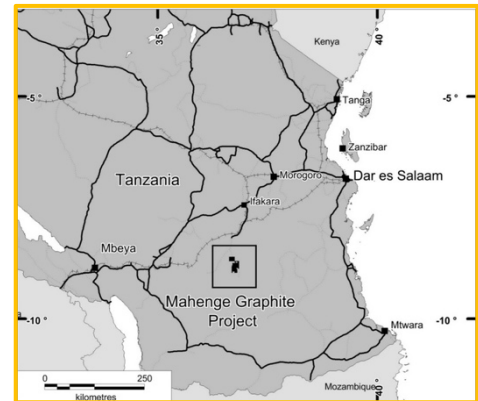 35
40
Kenya
-5
-5
Tanga
Zanzibar
Dar es Salaam
Morogoro
Tanzania
Ifakara
Mbeya
Mahenge Graphite
Project
-10
-10
Mtwara
0
250
kilometres
Mozambique
40